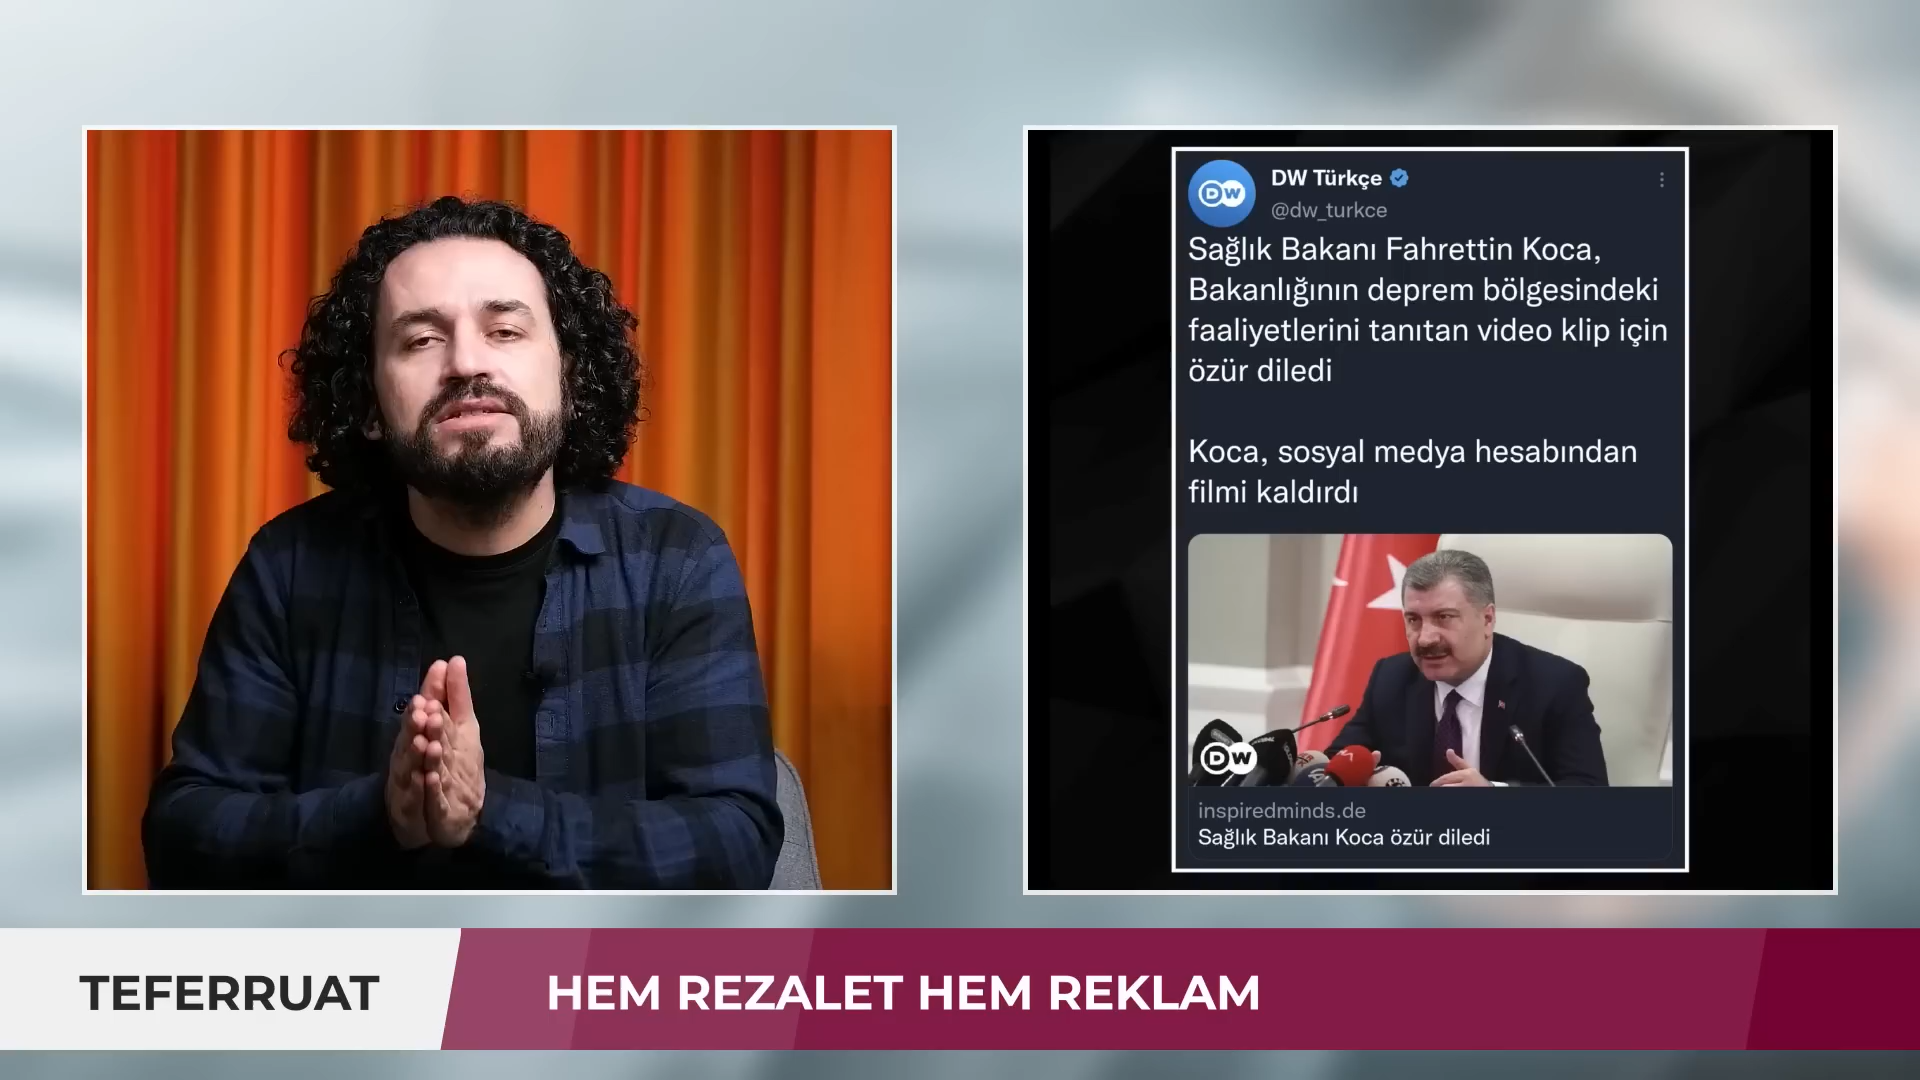 DW Türkçe
@dw_turkce
Sağlık Bakanı Fahrettin Koca,
Bakanlığının deprem bölgesindeki
faaliyetlerini tanıtan video klip için
özür diledi
Koca, sosyal medya hesabından
filmi kaldırdı
DW
inspiredminds.de
Sağlık Bakanı Koca özür diledi
TEFERRUAT
HEM REZALET HEM REKLAM